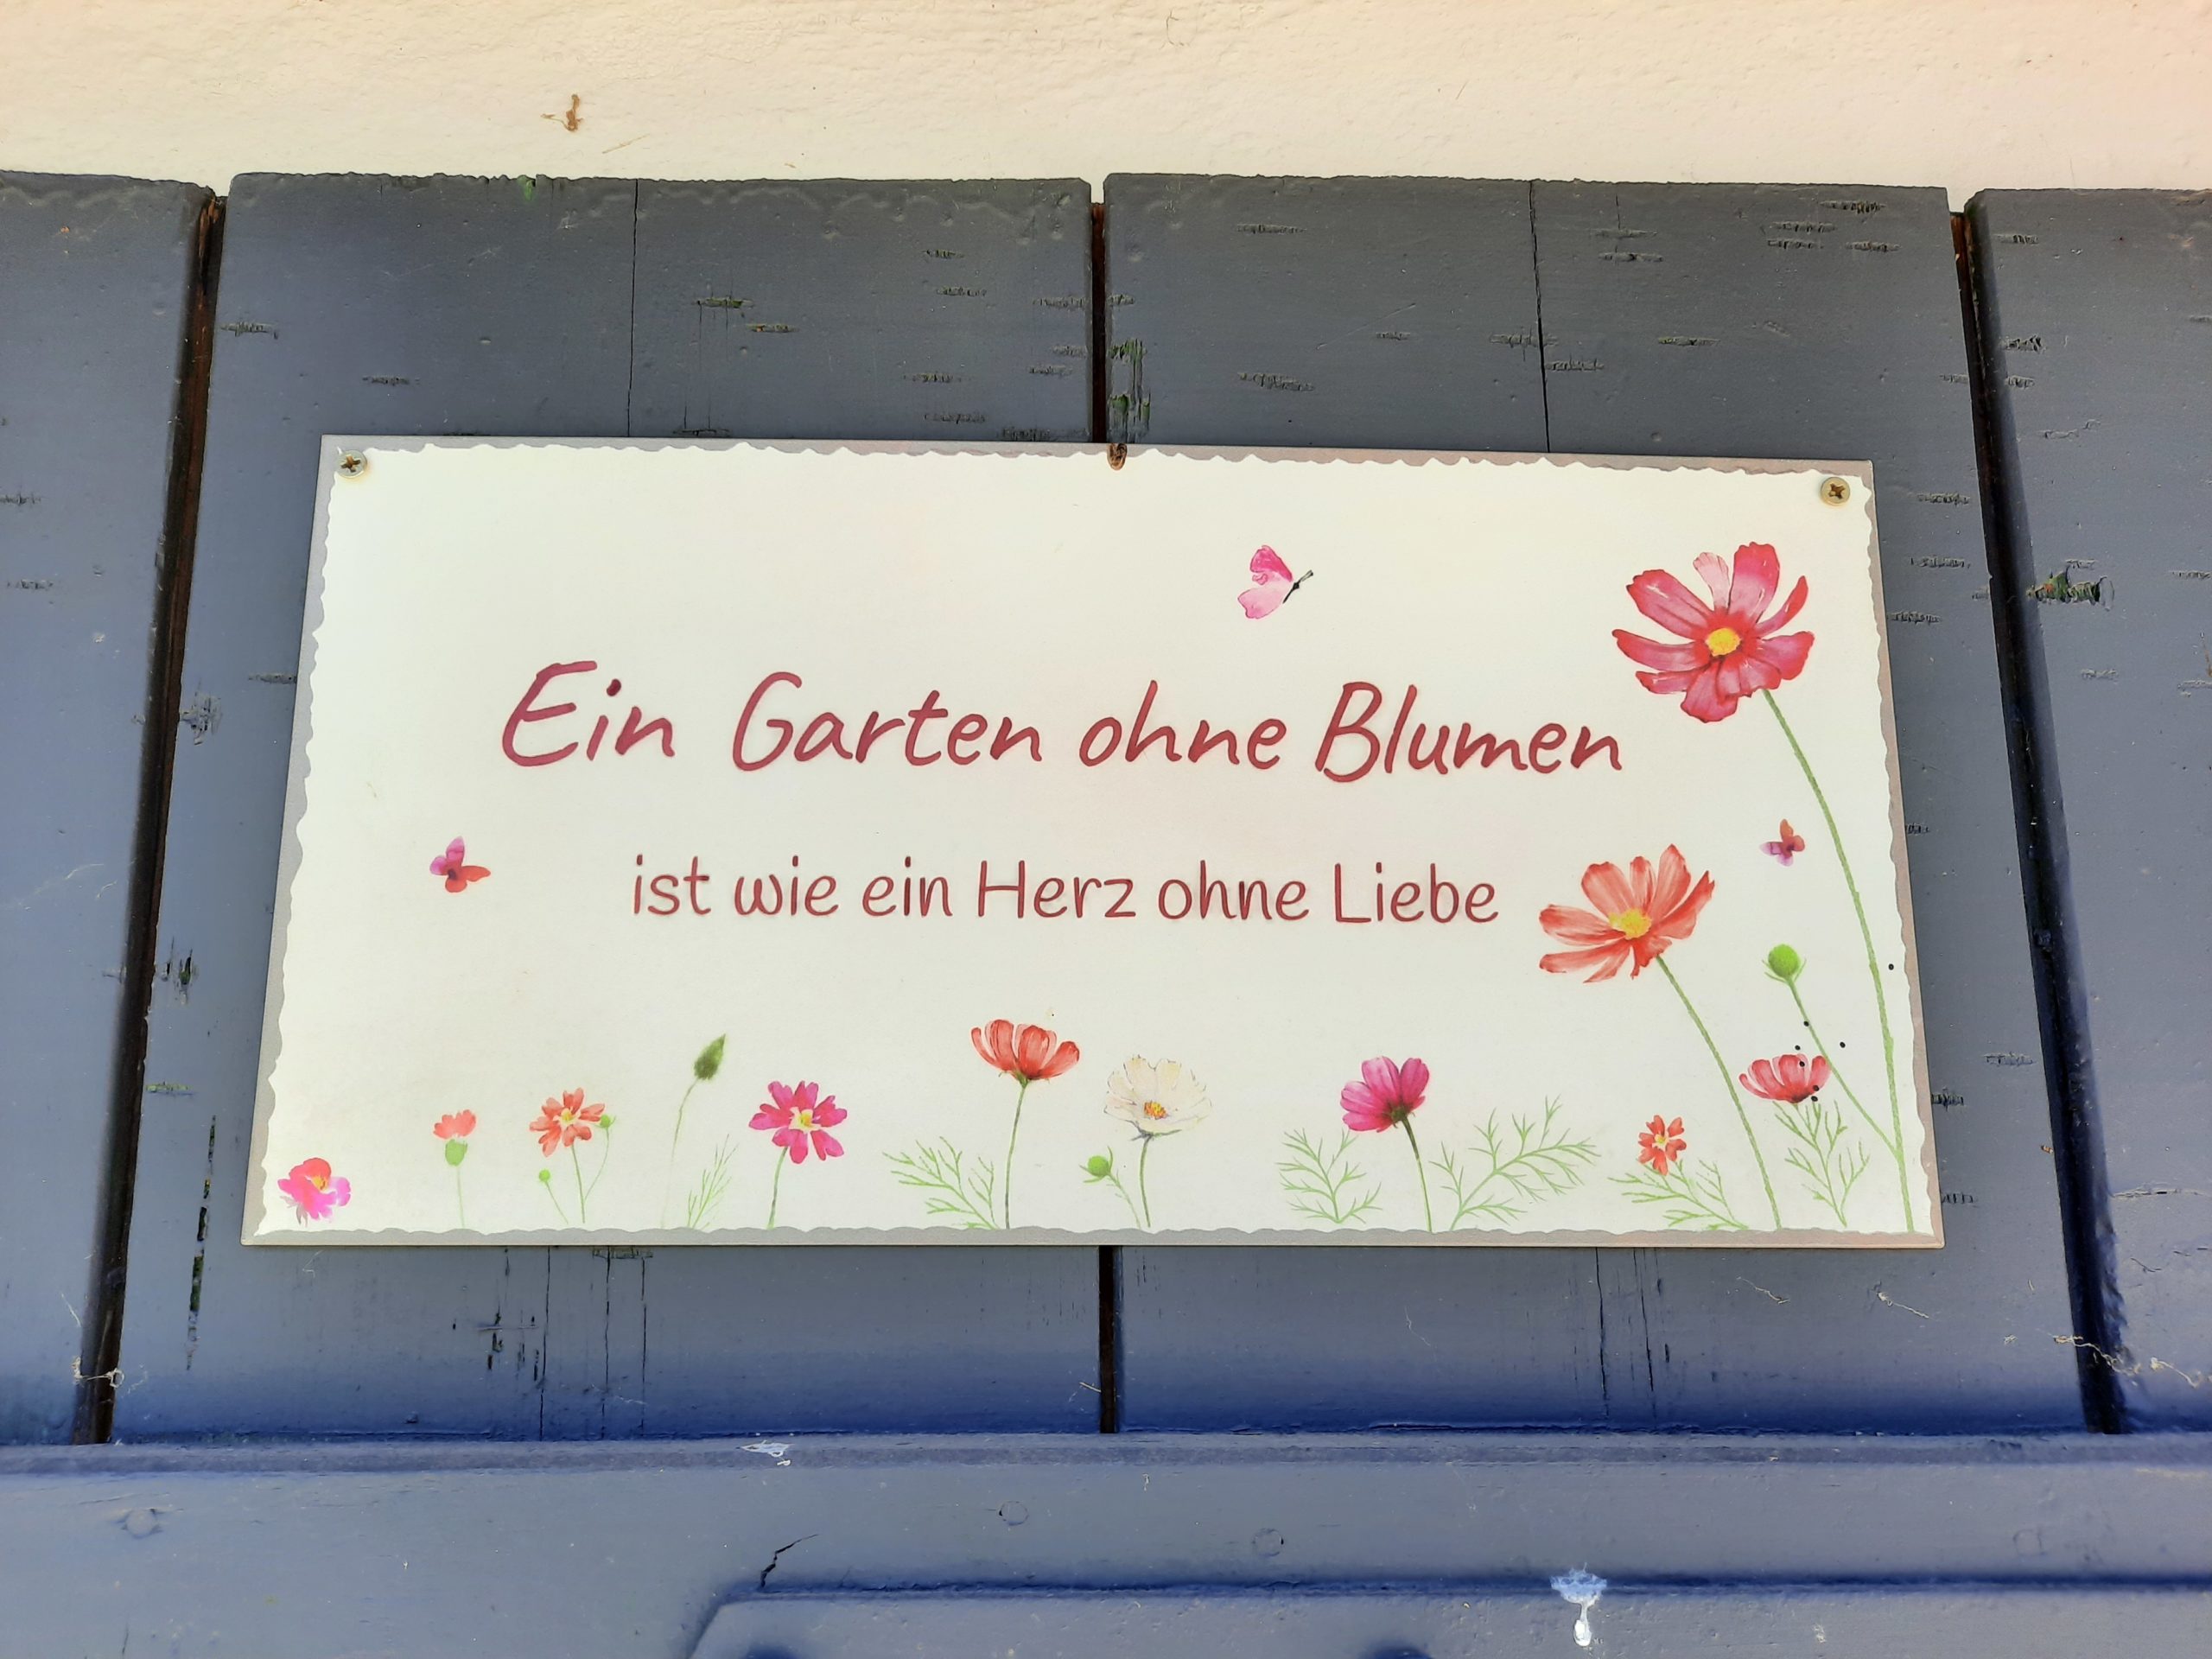 Ein Garten ohne Blumen
ist wie ein Herz ohne Liebe